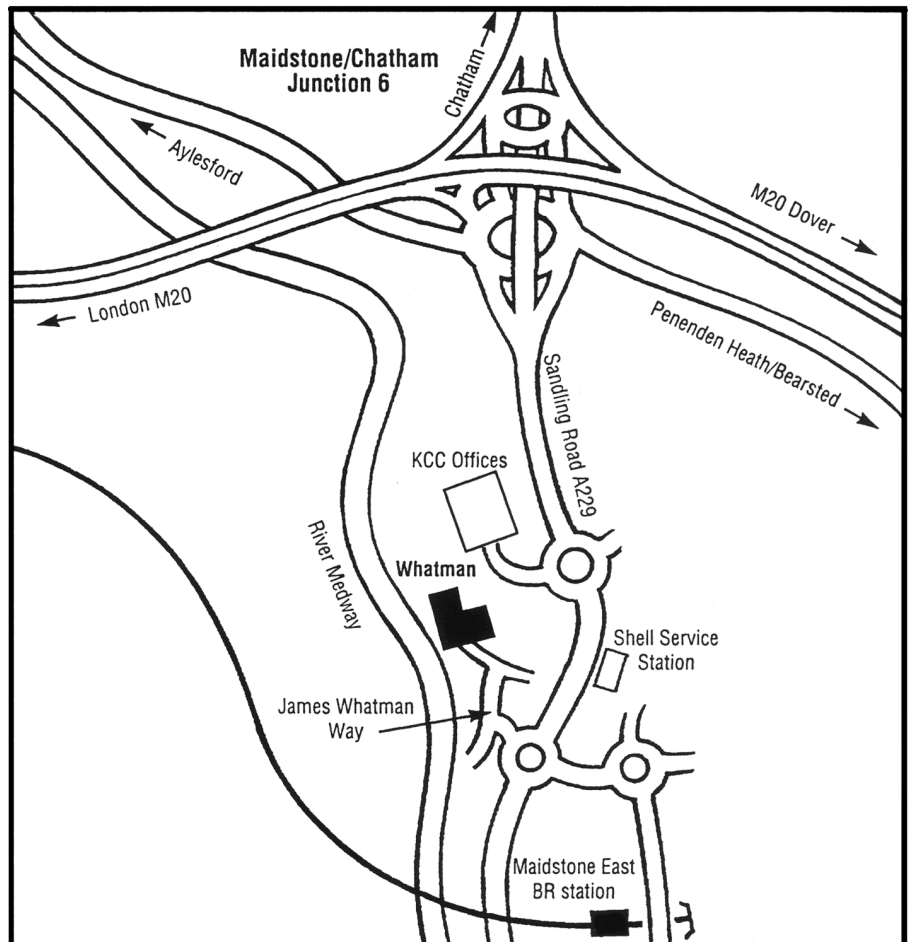 Maidstone/Chatham
Junction 6
Chatham
Aylesford
M20 Dover
London M20
Penenden Heath/Bearsted
Sandling Road A229
KCC Offices
River Medway
Whatman
Shell Service
Station
James Whatman
Way
Maidstone East
BR station